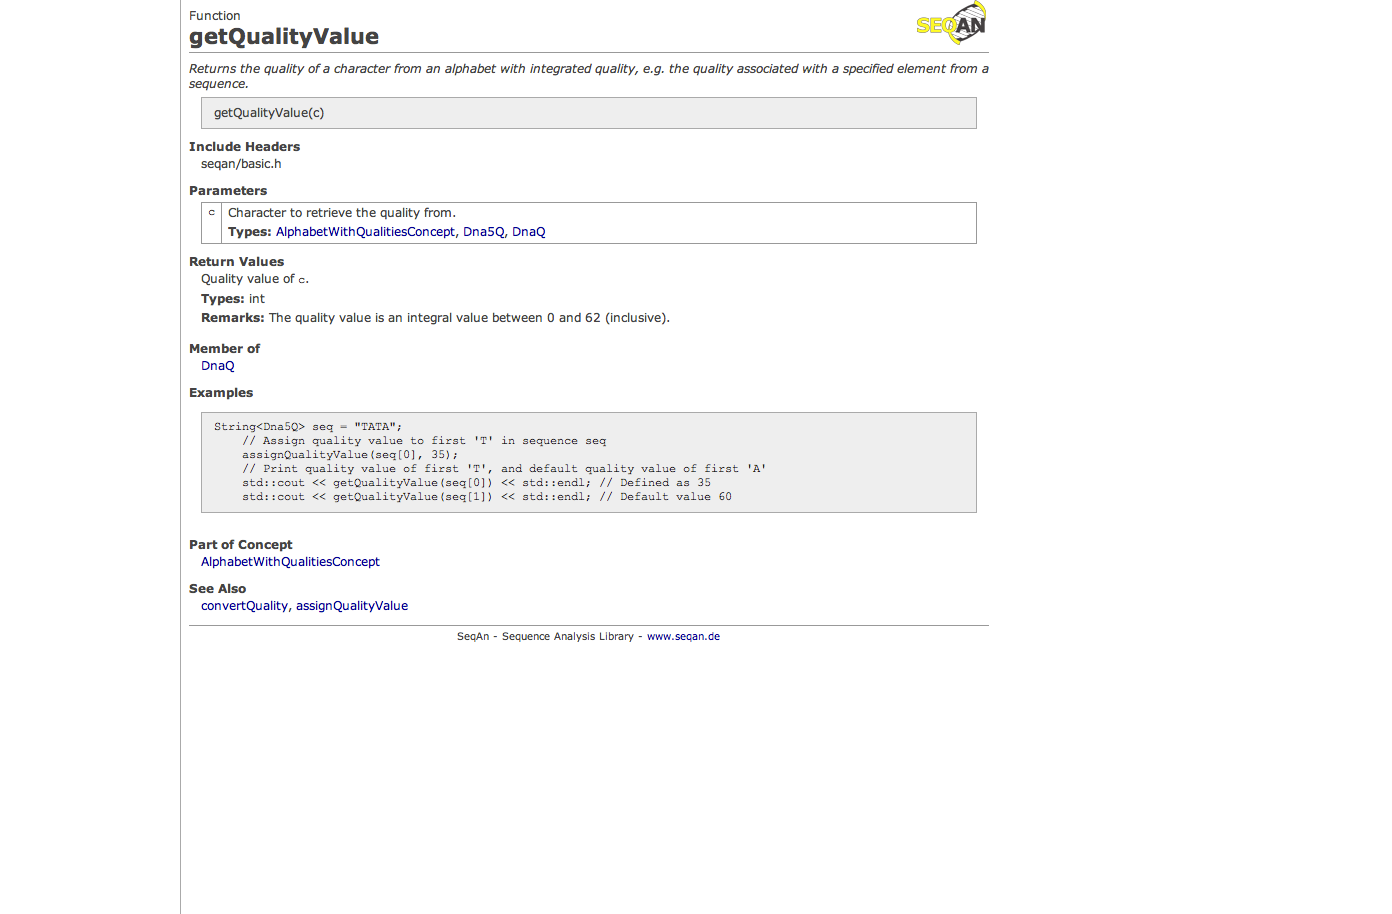 Function
SEQAN
getQualityValue
Returns the quality of a character from an alphabet with integrated quality, e.g. the quality associated with a specified element from a
sequence.
getQualityValue(c)
Include Headers
seqan/basic.h
Parameters
c Character to retrieve the quality from.
Types: AlphabetWithQualitiesConcept, Dna5Q, DnaQ
Return Values
Quality value of c.
Types: int
Remarks: The quality value is an integral value between 0 and 62 (inclusive).
Member of
DnaQ
Examples
String<Dna5Q> seq = "TATA";
    // Assign quality value to first 'T' in sequence seq
    assignQualityValue(seq[0], 35);
    // Print quality value of first 'T', and default quality value of first 'A'
    std::cout << getQualityValue(seq[0]) << std::endl; // Defined as 35
    std::cout << getQualityValue(seq[1]) << std::endl; // Default value 60
Part of Concept
AlphabetWithQualitiesConcept
See Also
convertQuality, assignQualityValue
SeqAn - Sequence Analysis Library - www.seqan.de